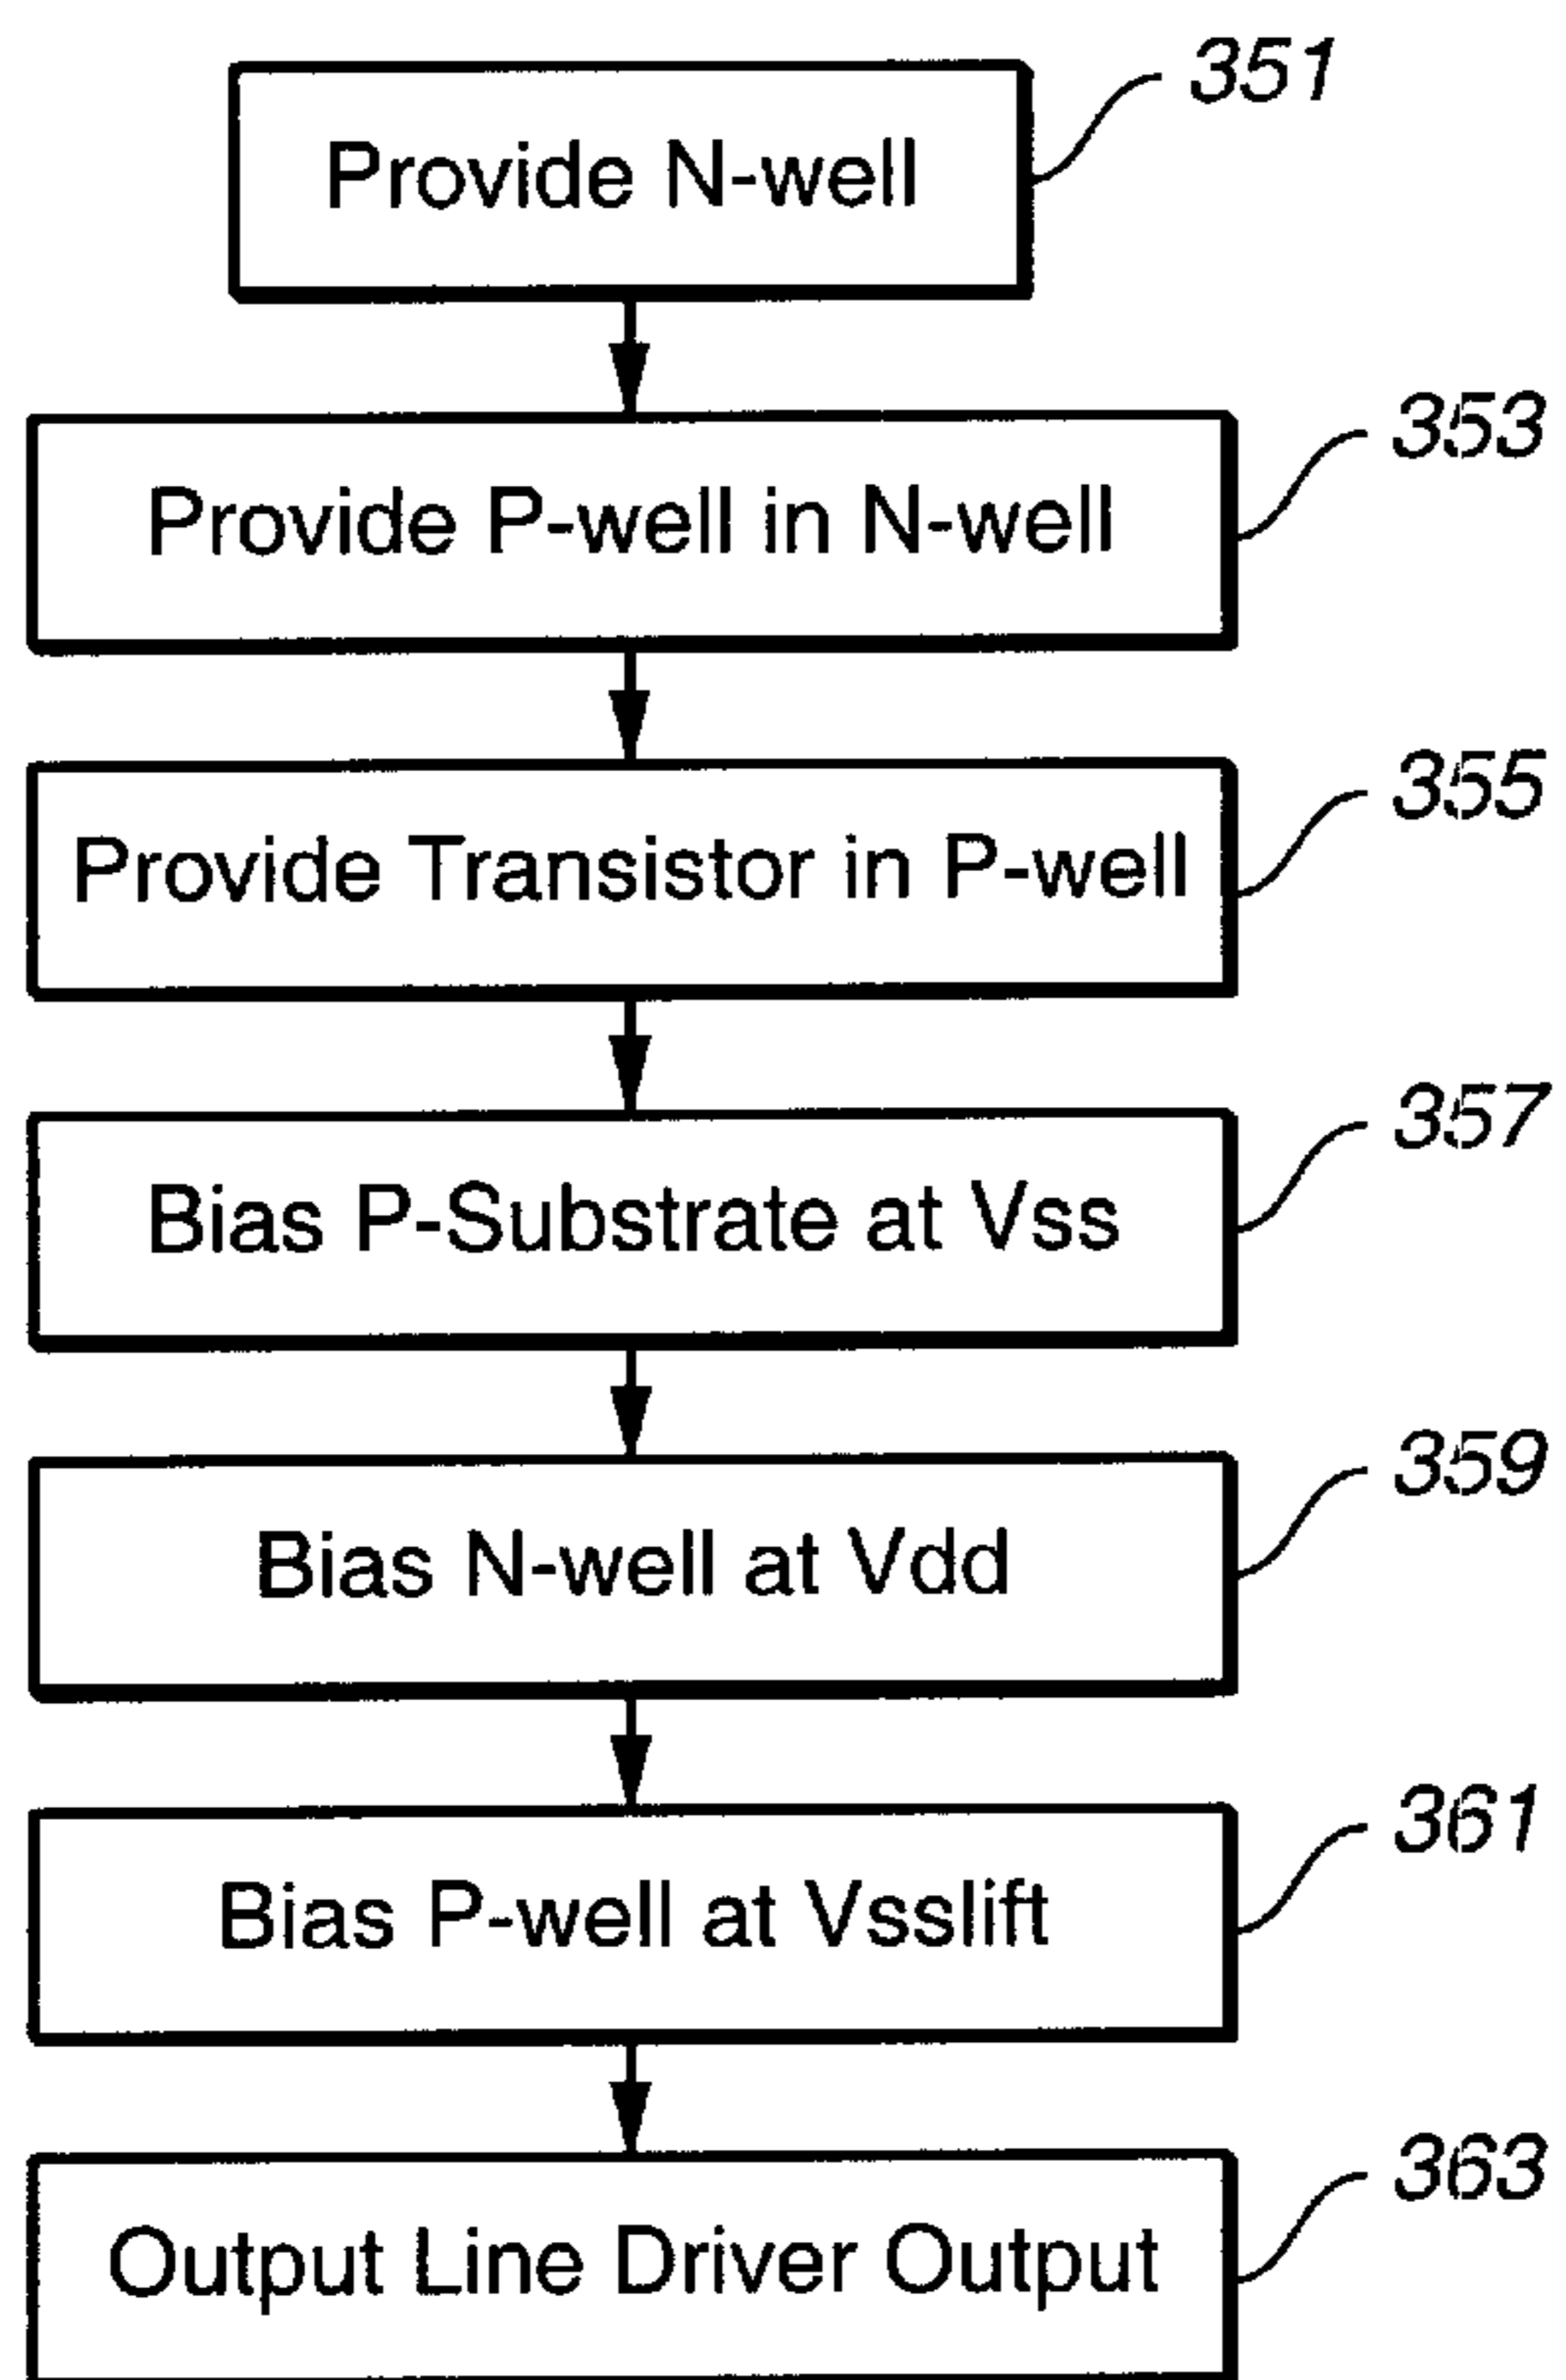 351
Provide N-well
353
Provide P-well in N-well
355
Provide Transistor in P-well
357
Bias P-Substrate at Vss
359
Bias N-well at Vdd
361
Bias P-well at Vsslift
363
Output Line Driver Output